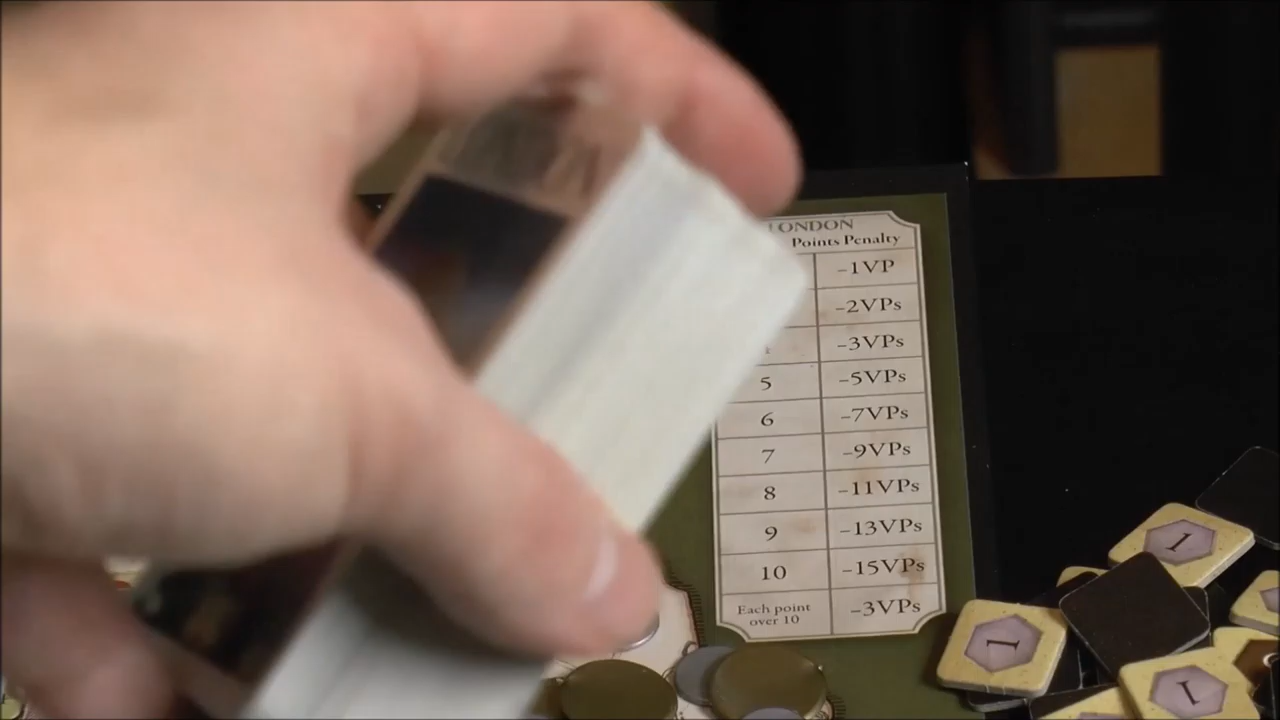 LONDON
Points Penalty
-1VP
-2VPs
-3VPs
5 -5VPs
6 -7VPs
7 -9VPs
8 -11VPs
9 -13VPs
10 -15VPs
Each point -3VPs
over 10
1
1
1